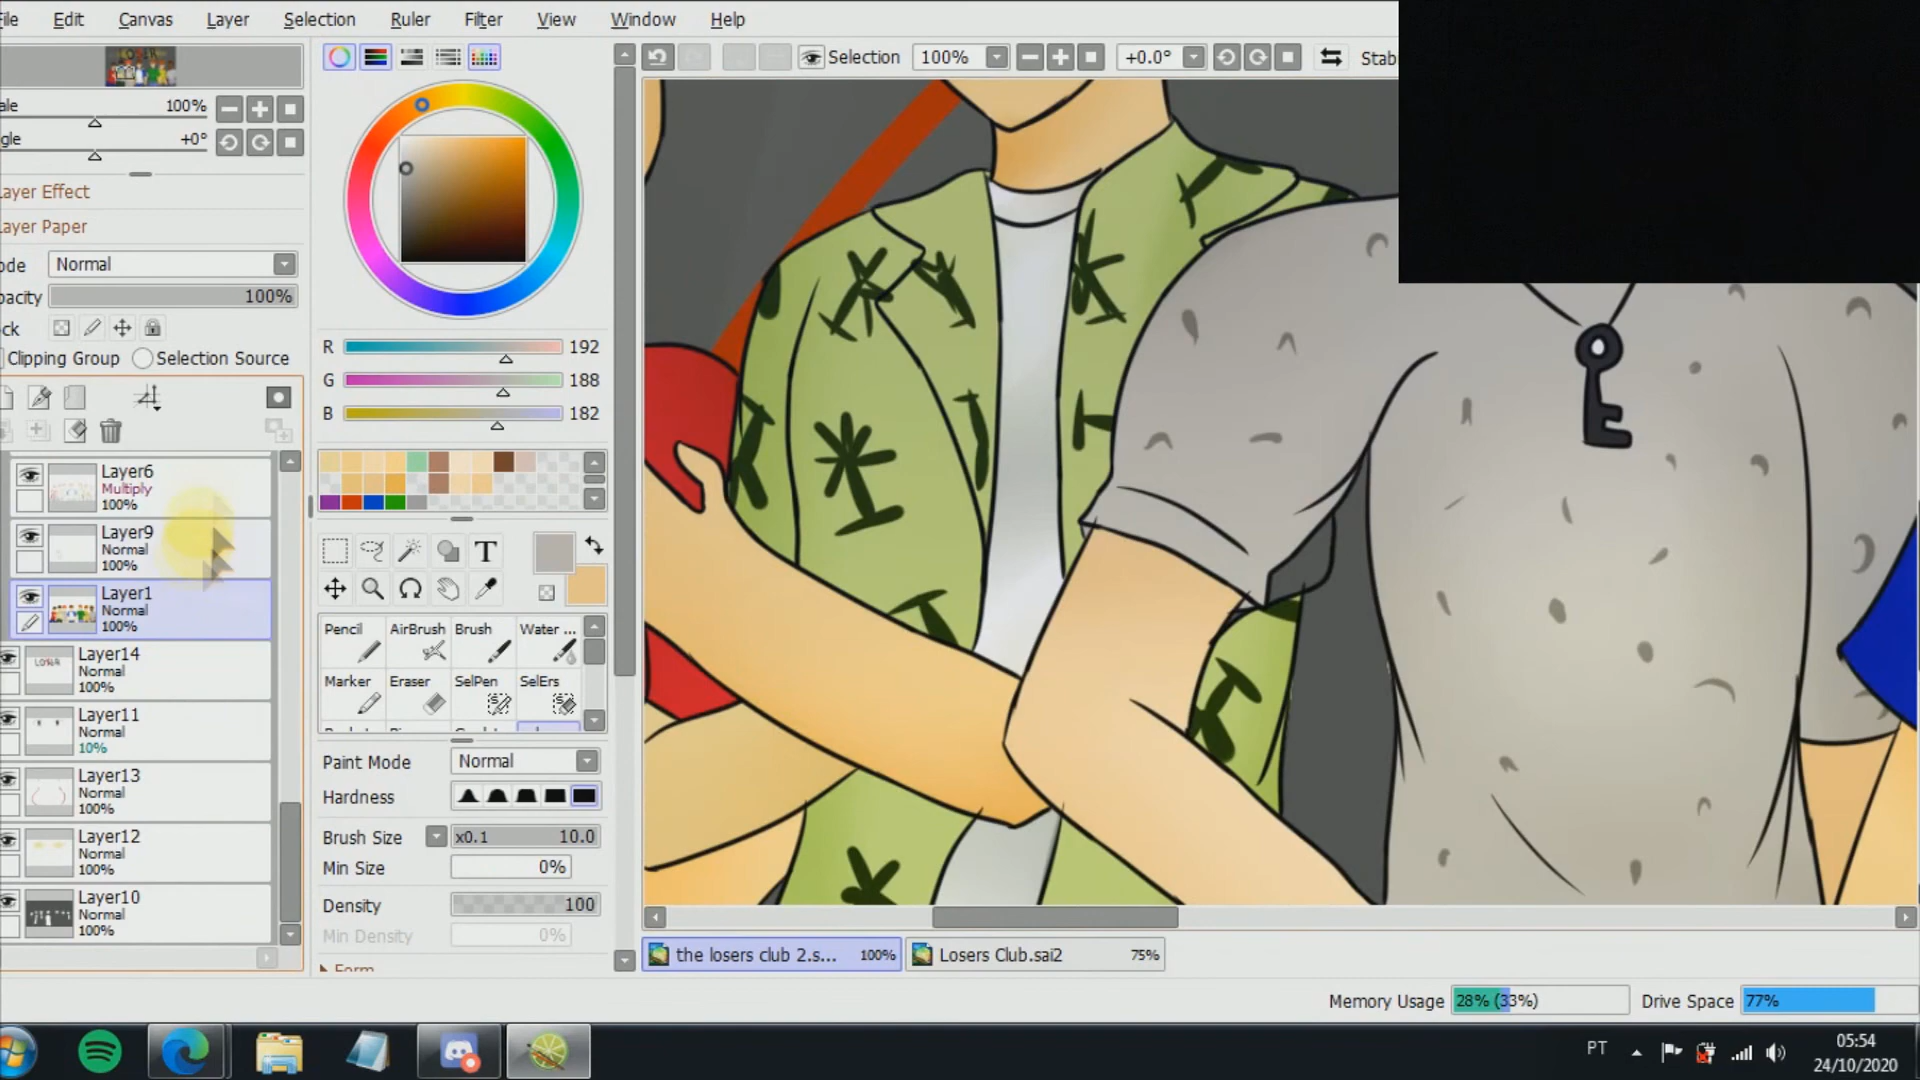 File Edit Canvas Layer Selection Ruler Filter View Window Help
Selection 100% +0.0° Stab
ale 100%
gle +0°
Layer Effect
Layer Paper
ode Normal
pacity 100%
ck
Clipping Group Selection Source
Layer6
Multiply
100%
Layer9
Normal
100%
Layer1
Normal
100%
Layer14
Normal
100%
Layer11
Normal
10%
Layer13
Normal
100%
Layer12
Normal
100%
Layer10
Normal
100%
R 192
G 188
B 182
T
Pencil AirBrush Brush Water ...
Marker Eraser SelPen SelErs
Paint Mode Normal
Hardness
Brush Size x0.1 10.0
Min Size 0%
Density 100
Min Density 0%
Form
the losers club 2.s... 100% Losers Club.sai2 75%
Memory Usage 28% (33%) Drive Space 77%
PT 05:54
24/10/2020